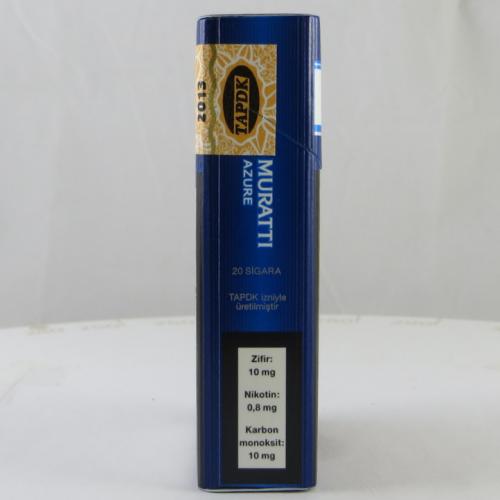 2013
TAPDK
MURATTI
AZURE
20 SİGARA
TAPDK izniyle
üretilmiştir
Zifir:
10 mg
Nikotin:
0,8 mg
Karbon
monoksit:
10 mg